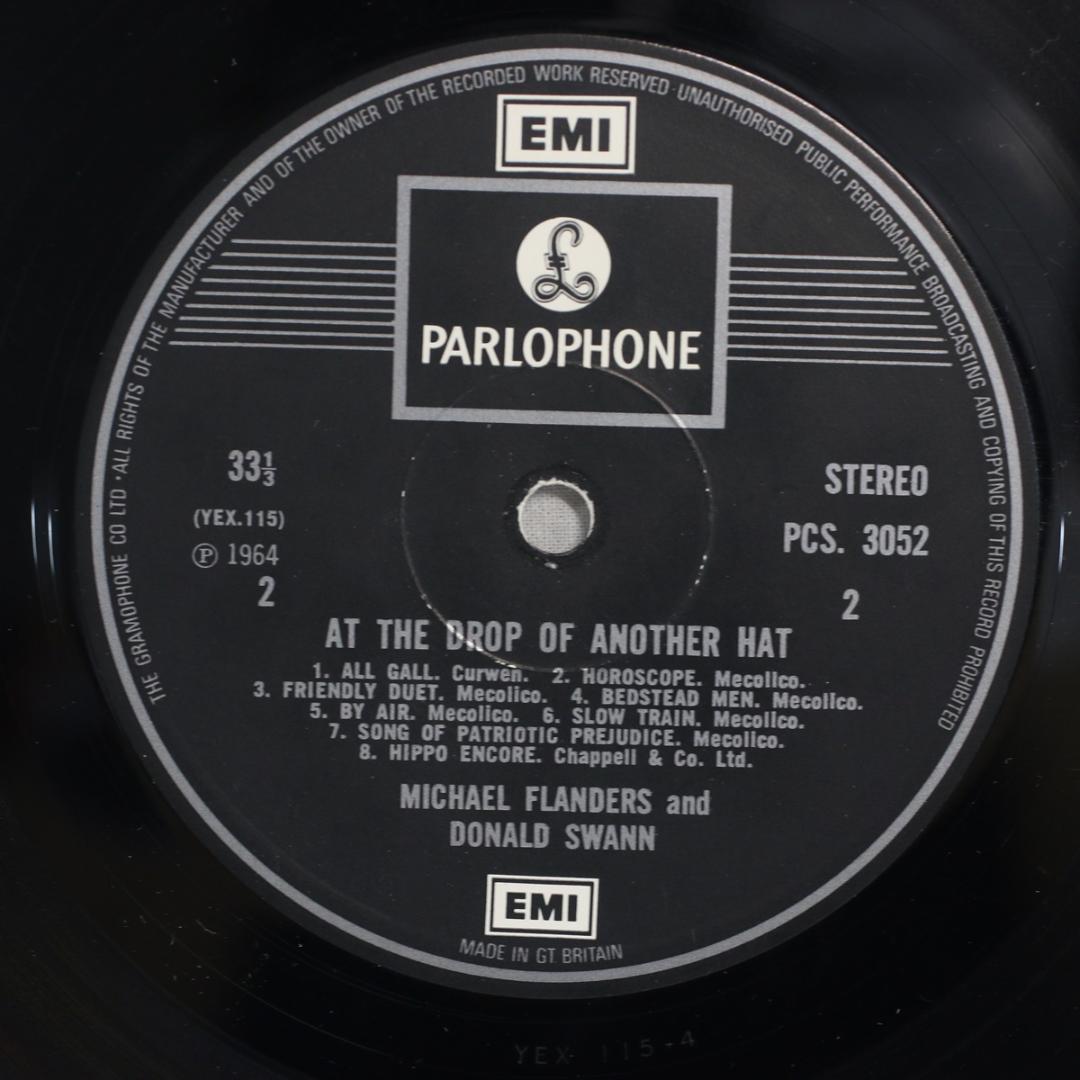 THE GRAMOPHONE CO LTD · ALL RIGHTS OF THE MANUFACTURER AND OF THE OWNER OF THE RECORDED WORK RESERVED · UNAUTHORISED PUBLIC PERFORMANCE BROADCASTING AND COPYING OF THIS RECORD PROHIBITED
EMI
£
PARLOPHONE
33⅓
(YEX.115)
℗ 1964
2
STEREO
PCS. 3052
2
AT THE DROP OF ANOTHER HAT
1. ALL GALL. Curwen. 2. HOROSCOPE. Mecolico.
3. FRIENDLY DUET. Mecolico. 4. BEDSTEAD MEN. Mecolico.
5. BY AIR. Mecolico. 6. SLOW TRAIN. Mecolico.
7. SONG OF PATRIOTIC PREJUDICE. Mecolico.
8. HIPPO ENCORE. Chappell & Co. Ltd.
MICHAEL FLANDERS and
DONALD SWANN
EMI
MADE IN GT BRITAIN
YEX 115-4